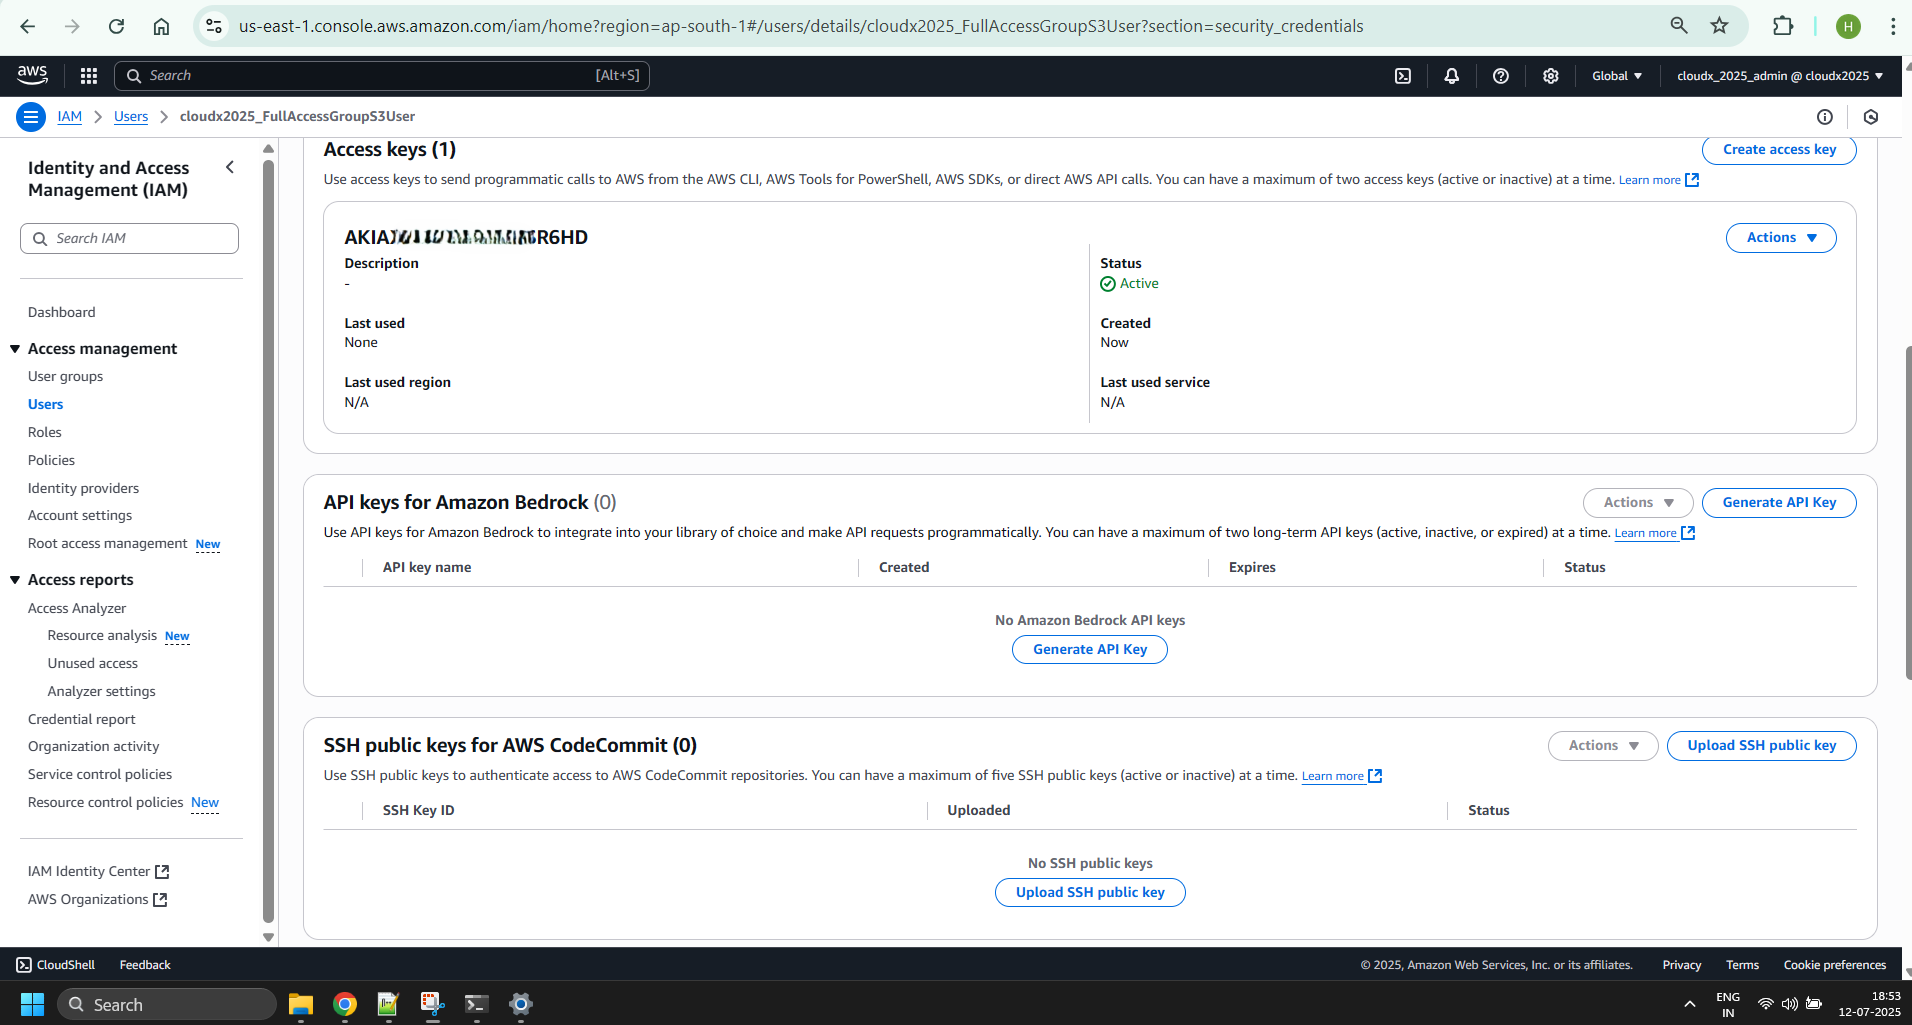 us-east-1.console.aws.amazon.com/iam/home?region=ap-south-1#/users/details/cloudx2025_FullAccessGroupS3User?section=security_credentials
H
aws
Search
[Alt+S]
Global
cloudx_2025_admin @ cloudx2025
IAM
Users
cloudx2025_FullAccessGroupS3User
Identity and Access
Management (IAM)
Search IAM
Dashboard
Access management
User groups
Users
Roles
Policies
Identity providers
Account settings
Root access management New
Access reports
Access Analyzer
Resource analysis New
Unused access
Analyzer settings
Credential report
Organization activity
Service control policies
Resource control policies New
IAM Identity Center
AWS Organizations
Access keys (1)
Create access key
Use access keys to send programmatic calls to AWS from the AWS CLI, AWS Tools for PowerShell, AWS SDKs, or direct AWS API calls. You can have a maximum of two access keys (active or inactive) at a time. Learn more
AKIA R6HD
Actions
Description
-
Status
Active
Last used
None
Created
Now
Last used region
N/A
Last used service
N/A
API keys for Amazon Bedrock (0)
Actions
Generate API Key
Use API keys for Amazon Bedrock to integrate into your library of choice and make API requests programmatically. You can have a maximum of two long-term API keys (active, inactive, or expired) at a time. Learn more
API key name
Created
Expires
Status
No Amazon Bedrock API keys
Generate API Key
SSH public keys for AWS CodeCommit (0)
Actions
Upload SSH public key
Use SSH public keys to authenticate access to AWS CodeCommit repositories. You can have a maximum of five SSH public keys (active or inactive) at a time. Learn more
SSH Key ID
Uploaded
Status
No SSH public keys
Upload SSH public key
CloudShell
Feedback
© 2025, Amazon Web Services, Inc. or its affiliates.
Privacy
Terms
Cookie preferences
Search
ENG
IN
18:53
12-07-2025